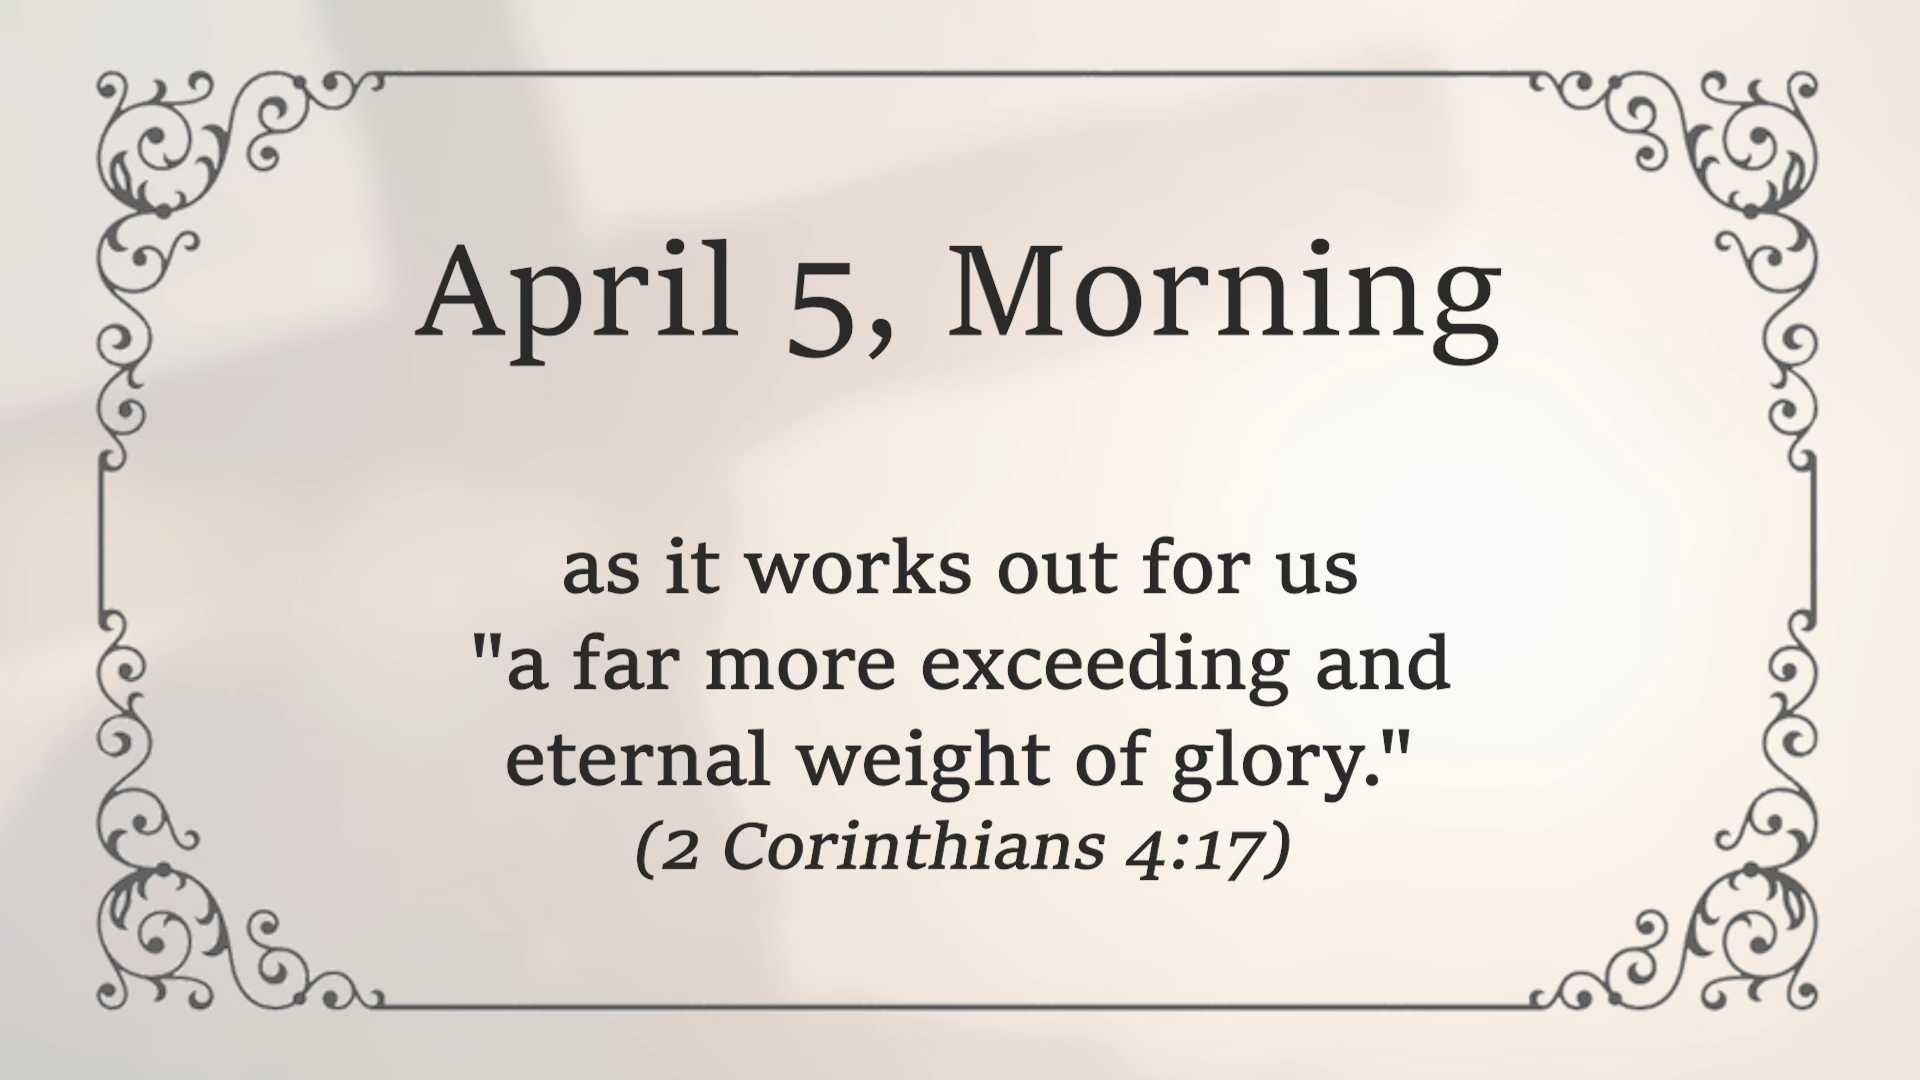 April 5, Morning
as it works out for us
"a far more exceeding and
eternal weight of glory."
(2 Corinthians 4:17)